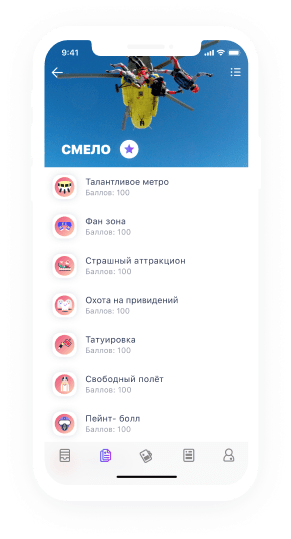 9:41
СМЕЛО
Талантливое метро
Баллов: 100
Фан зона
Баллов: 100
Страшный аттракцион
Баллов: 100
Охота на привидений
Баллов: 100
Татуировка
Баллов: 100
Свободный полёт
Баллов: 100
Пейнт- болл
Баллов: 100